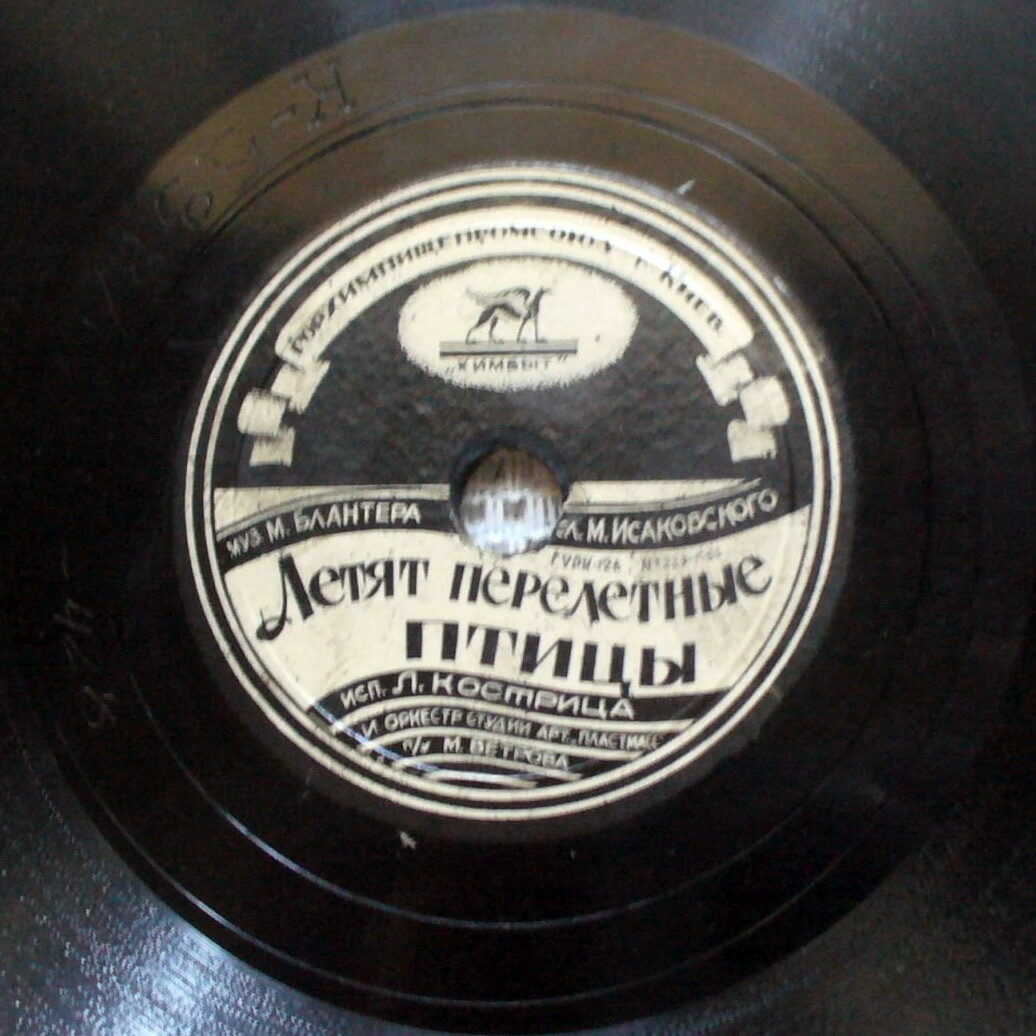 ГОРХИМПИЩЕПРОМСОЮЗ Г. КИЕВ
„ХИМБЫТ"
МУЗ М. БЛАНТЕРА
СЛ. М. ИСАКОВСКОГО
Летят перелетные
птицы
ИСП. Л. КОСТРИЦА
И ОРКЕСТР СТУДИИ АРТ. ПЛАСТМАСС
П/У М. ВЕТРОВА